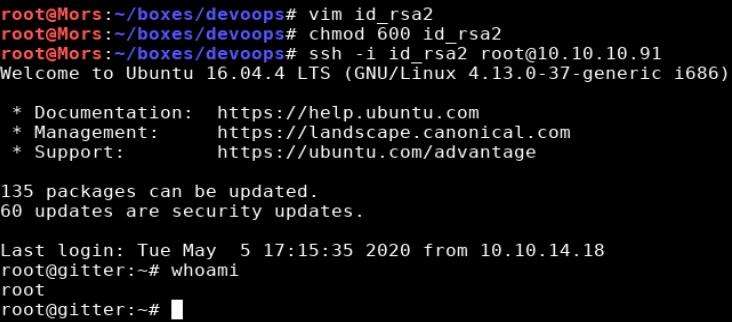 root@Mors:~/boxes/devoops# vim id_rsa2
root@Mors:~/boxes/devoops# chmod 600 id_rsa2
root@Mors:~/boxes/devoops# ssh -i id_rsa2 root@10.10.10.91
Welcome to Ubuntu 16.04.4 LTS (GNU/Linux 4.13.0-37-generic i686)
 * Documentation:  https://help.ubuntu.com
 * Management:     https://landscape.canonical.com
 * Support:        https://ubuntu.com/advantage
135 packages can be updated.
60 updates are security updates.
Last login: Tue May  5 17:15:35 2020 from 10.10.14.18
root@gitter:~# whoami
root
root@gitter:~#